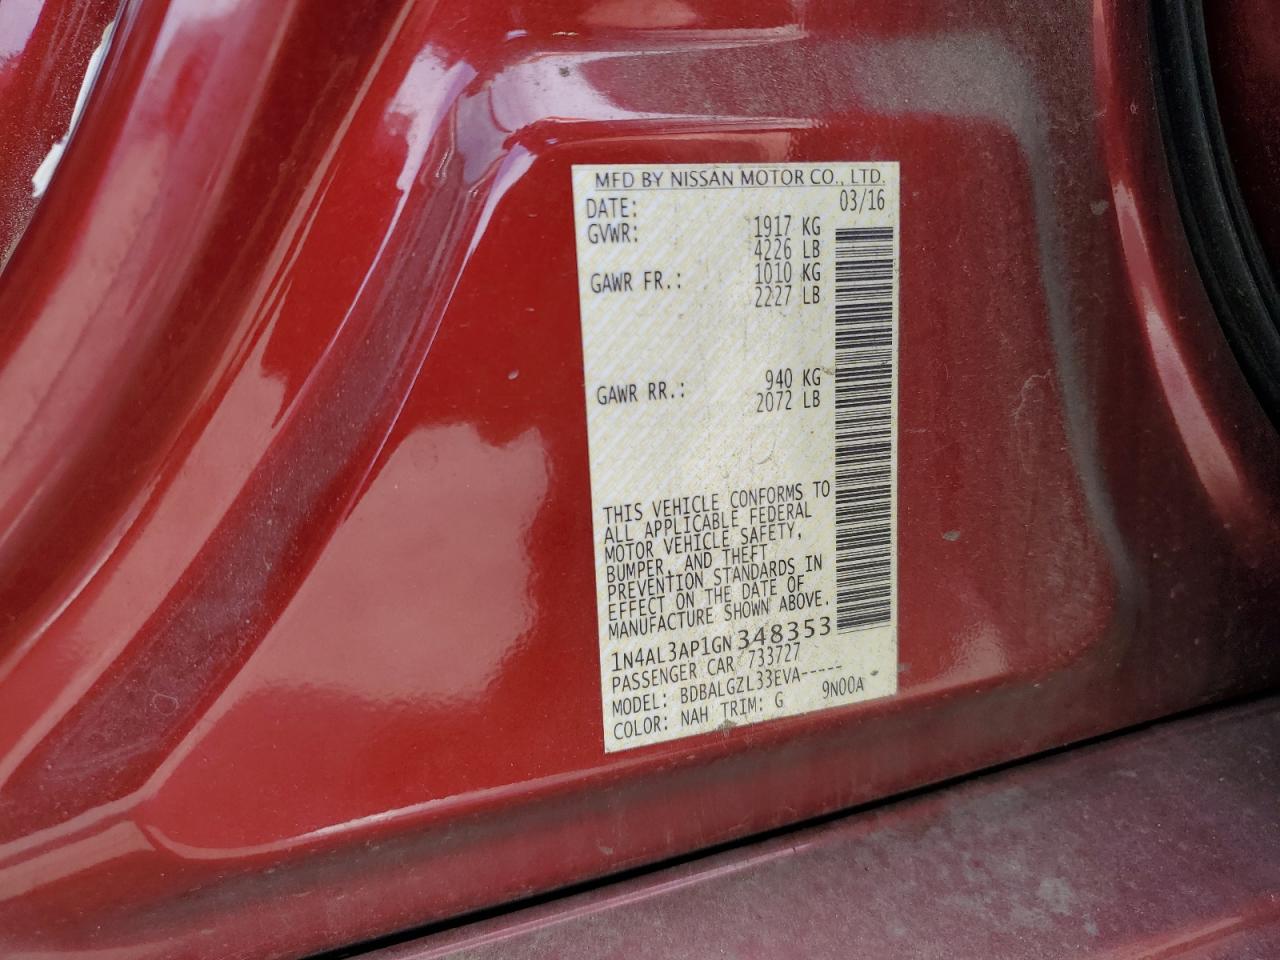 MFD BY NISSAN MOTOR CO., LTD.
DATE: 03/16
GVWR: 1917 KG
4226 LB
GAWR FR.: 1010 KG
2227 LB
GAWR RR.: 940 KG
2072 LB
THIS VEHICLE CONFORMS TO
ALL APPLICABLE FEDERAL
MOTOR VEHICLE SAFETY,
BUMPER, AND THEFT
PREVENTION STANDARDS IN
EFFECT ON THE DATE OF
MANUFACTURE SHOWN ABOVE.
1N4AL3AP1GN348353
PASSENGER CAR 733727
MODEL: BDBALGZL33EVA-----
COLOR: NAH TRIM: G 9N00A